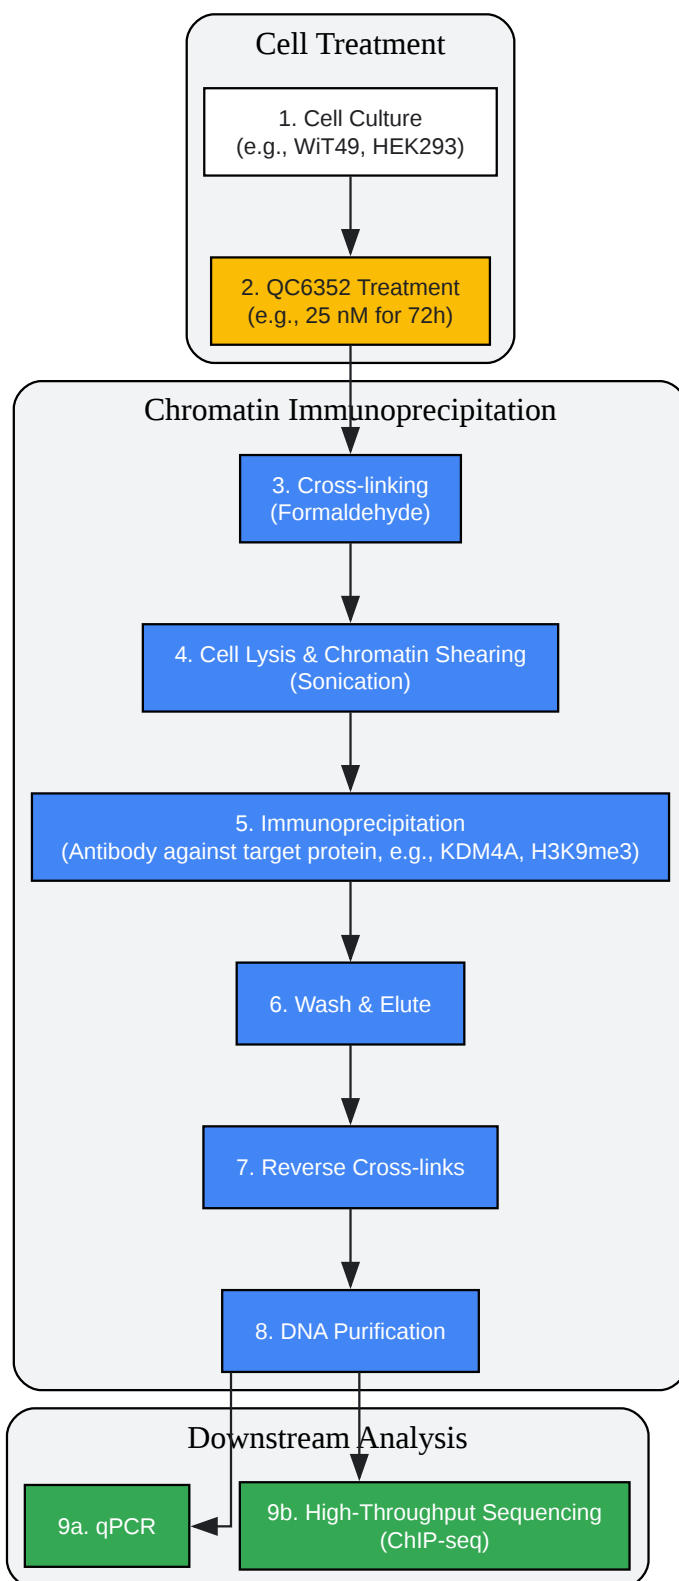 Cell Treatment
1. Cell Culture
(e.g., WiT49, HEK293)
2. QC6352 Treatment
(e.g., 25 nM for 72h)
Chromatin Immunoprecipitation
3. Cross-linking
(Formaldehyde)
4. Cell Lysis & Chromatin Shearing
(Sonication)
5. Immunoprecipitation
(Antibody against target protein, e.g., KDM4A, H3K9me3)
6. Wash & Elute
7. Reverse Cross-links
8. DNA Purification
Downstream Analysis
9a. qPCR
9b. High-Throughput Sequencing
(ChIP-seq)